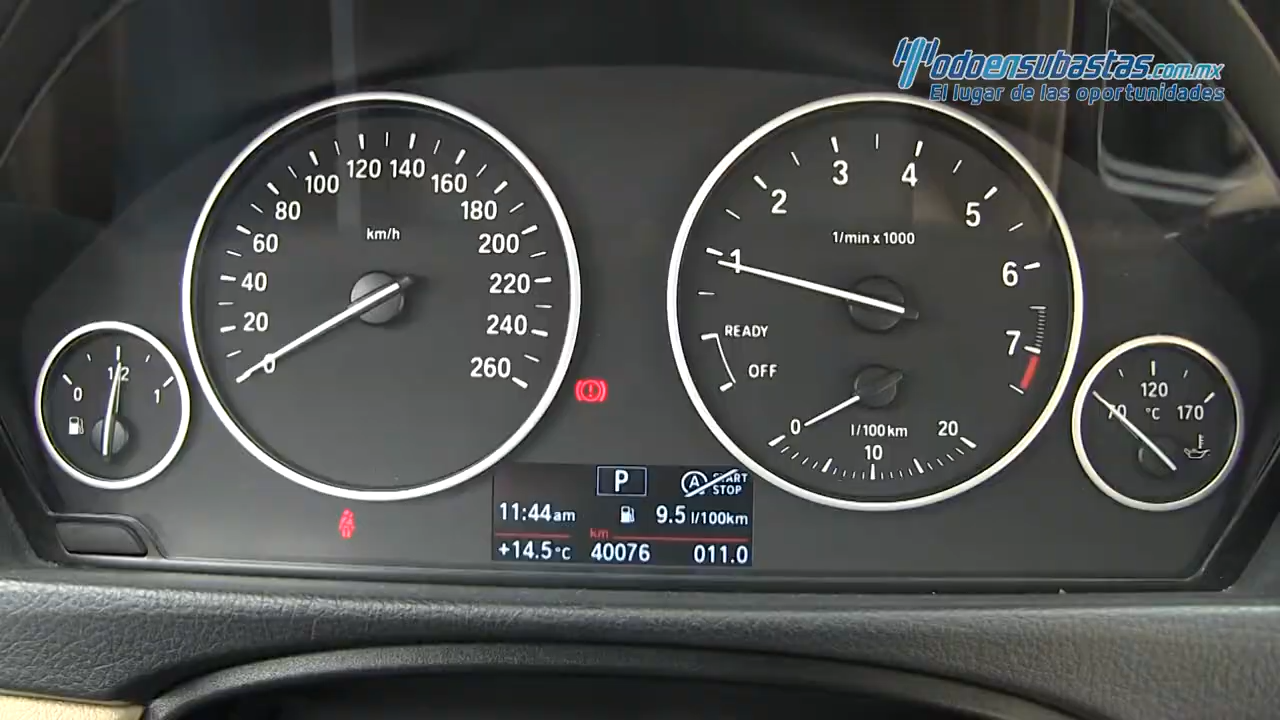 odoensubastas.com.mx
El lugar de las oportunidades
0 20 40 60 80 100 120 140 160 180 200 220 240 260
km/h
1 2 3 4 5 6 7
1/min x 1000
READY
OFF
0 10 20
l/100km
0 1/2 1
70 120 170
°C
P
A START STOP
11:44am 9.5 l/100km
km
+14.5°C 40076 011.0